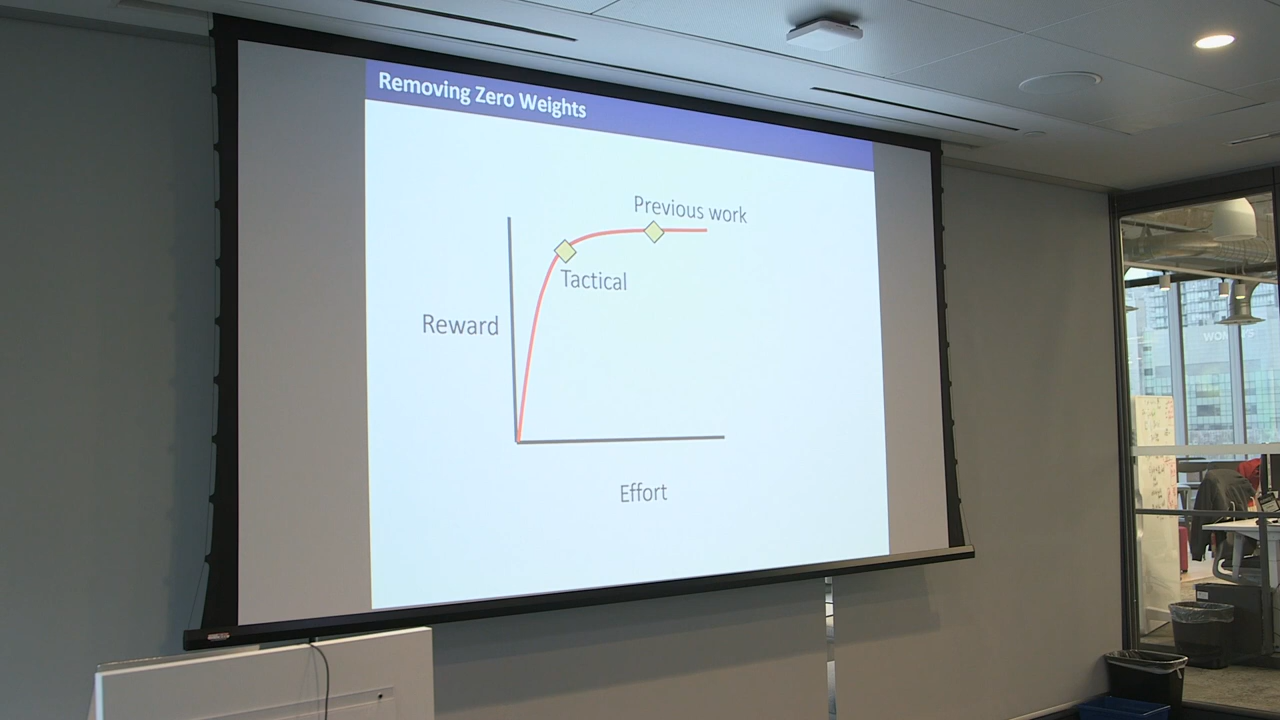 Removing Zero Weights
Previous work
Tactical
Reward
Effort